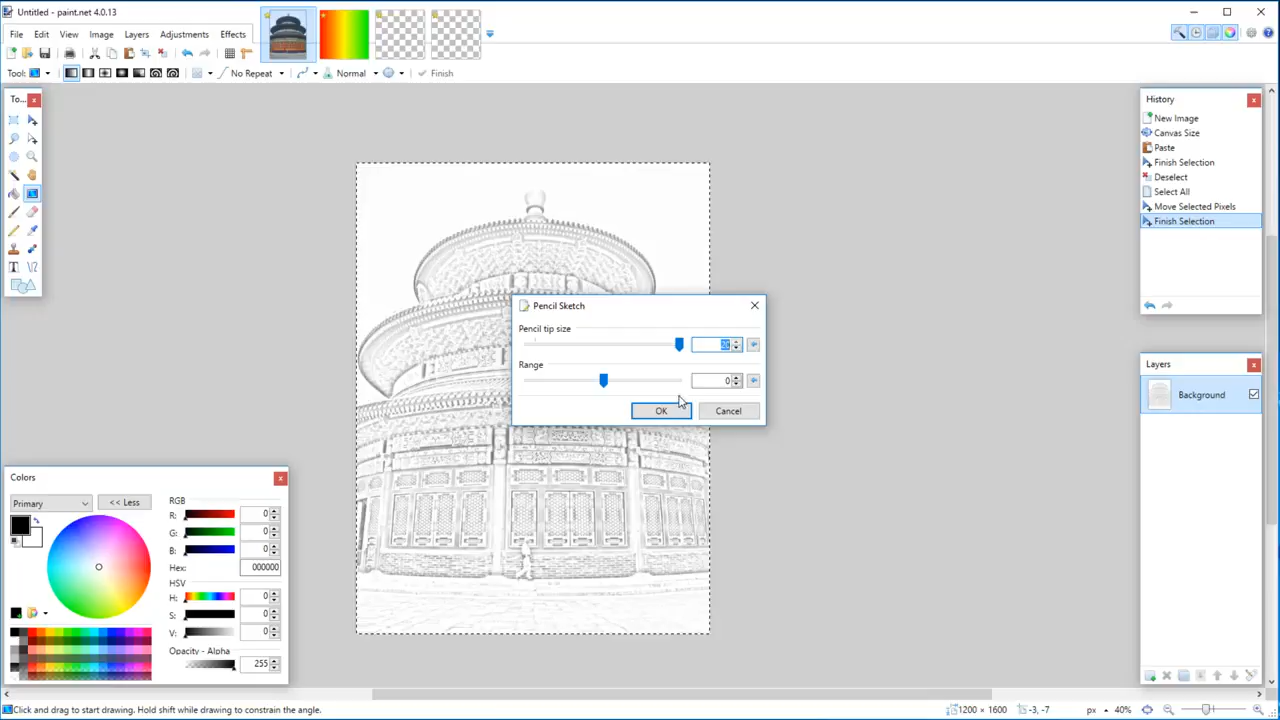 Untitled - paint.net 4.0.13
File Edit View Image Layers Adjustments Effects
Tool: No Repeat Normal Finish
To...
History
New Image
Canvas Size
Paste
Finish Selection
Deselect
Select All
Move Selected Pixels
Finish Selection
Pencil Sketch
Pencil tip size
20
Range
0
OK Cancel
Layers
Background
Colors
Primary
<< Less
RGB
R: 0
G: 0
B: 0
Hex: 000000
HSV
H: 0
S: 0
V: 0
Opacity - Alpha
255
Click and drag to start drawing. Hold shift while drawing to constrain the angle.
1200 × 1600 -3, -7 px 40%